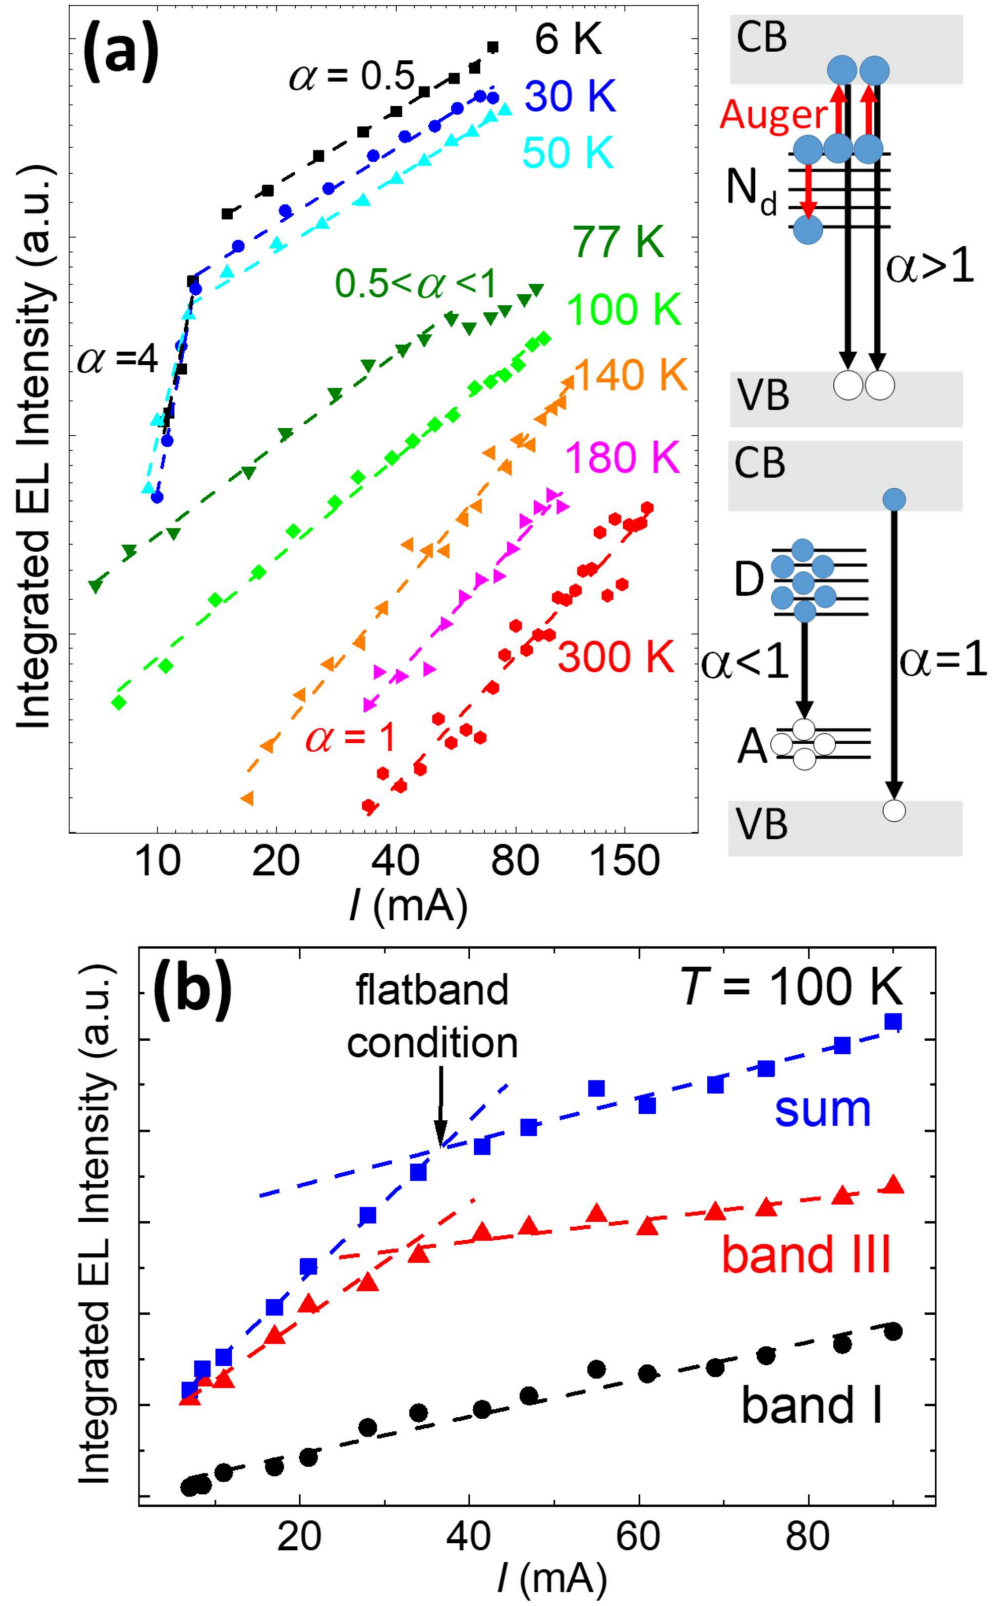 (a)
6 K
α = 0.5
30 K
50 K
77 K
0.5<α<1
100 K
α =4
140 K
180 K
300 K
α = 1
Integrated EL Intensity (a.u.)
10 20 40 80 150
I (mA)
CB
Auger
N_d
α>1
VB
CB
D
α<1
α=1
A
VB
(b)
flatband
condition
T = 100 K
sum
band III
band I
Integrated EL Intensity (a.u.)
20 40 60 80
I (mA)